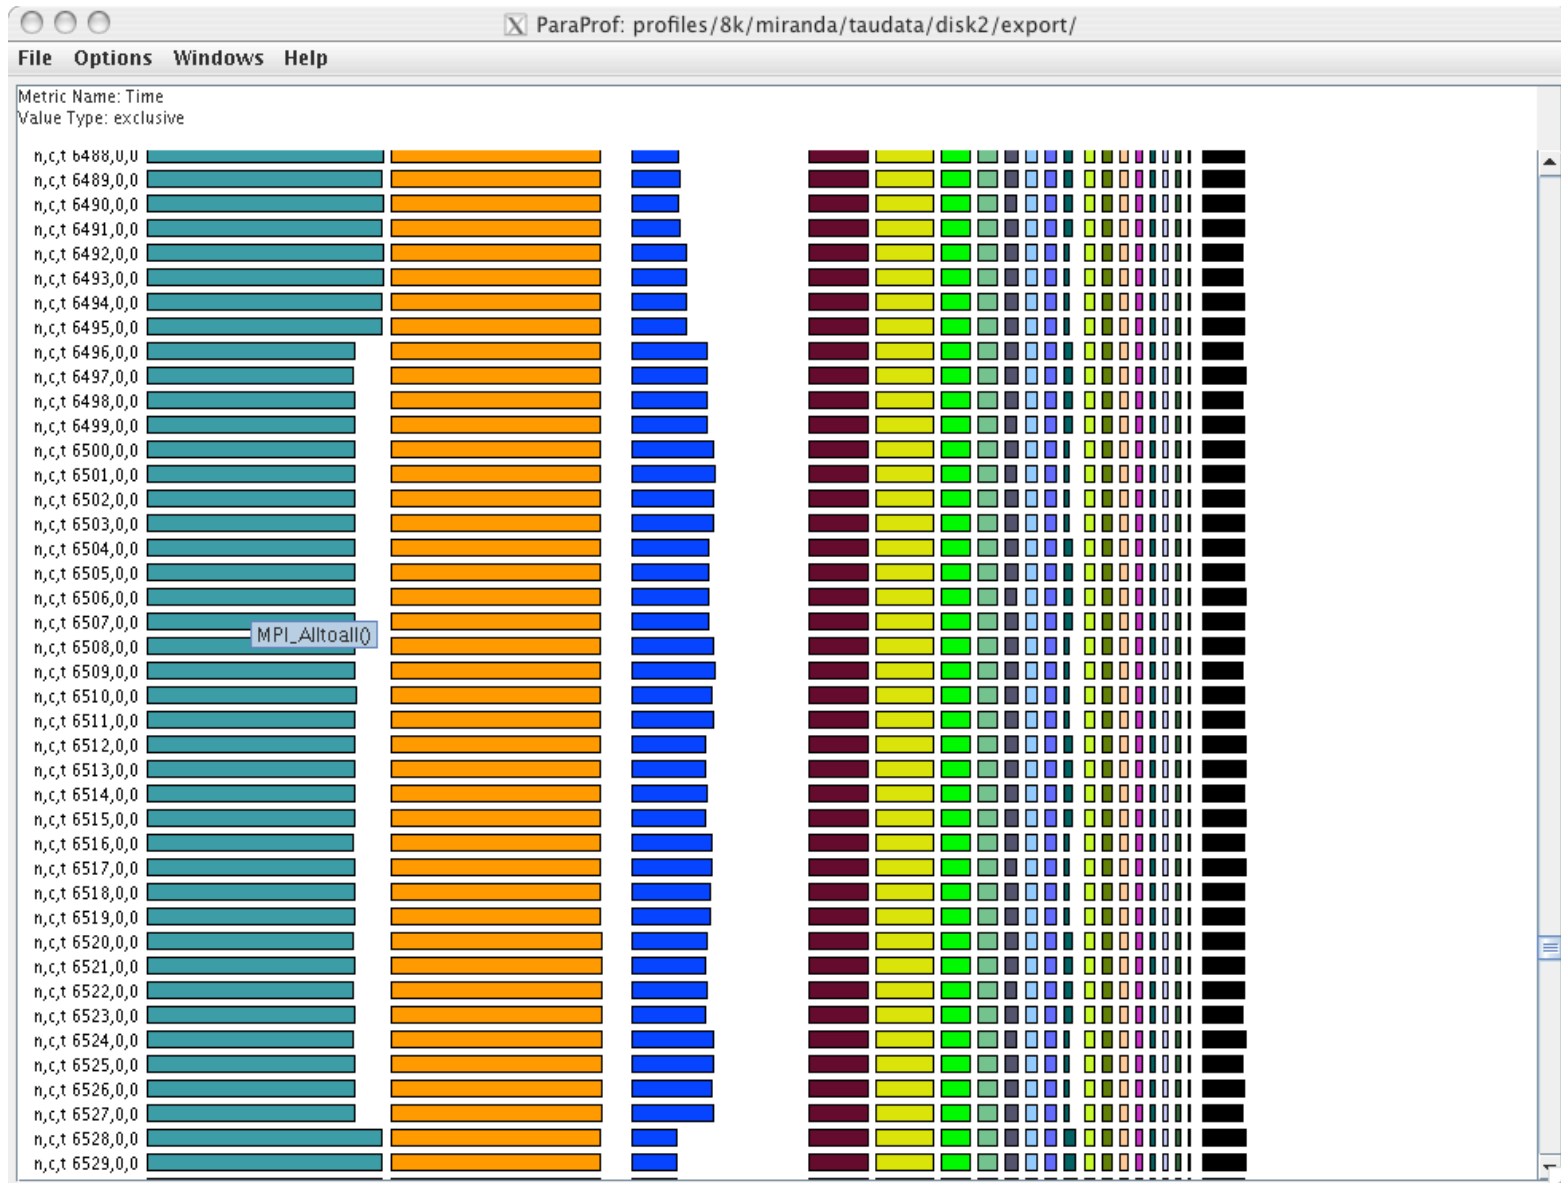 ParaProf: profiles/8k/miranda/taudata/disk2/export/
File Options Windows Help
Metric Name: Time
Value Type: exclusive
n,c,t 6488,0,0
n,c,t 6489,0,0
n,c,t 6490,0,0
n,c,t 6491,0,0
n,c,t 6492,0,0
n,c,t 6493,0,0
n,c,t 6494,0,0
n,c,t 6495,0,0
n,c,t 6496,0,0
n,c,t 6497,0,0
n,c,t 6498,0,0
n,c,t 6499,0,0
n,c,t 6500,0,0
n,c,t 6501,0,0
n,c,t 6502,0,0
n,c,t 6503,0,0
n,c,t 6504,0,0
n,c,t 6505,0,0
n,c,t 6506,0,0
n,c,t 6507,0,0
MPI_Alltoall()
n,c,t 6508,0,0
n,c,t 6509,0,0
n,c,t 6510,0,0
n,c,t 6511,0,0
n,c,t 6512,0,0
n,c,t 6513,0,0
n,c,t 6514,0,0
n,c,t 6515,0,0
n,c,t 6516,0,0
n,c,t 6517,0,0
n,c,t 6518,0,0
n,c,t 6519,0,0
n,c,t 6520,0,0
n,c,t 6521,0,0
n,c,t 6522,0,0
n,c,t 6523,0,0
n,c,t 6524,0,0
n,c,t 6525,0,0
n,c,t 6526,0,0
n,c,t 6527,0,0
n,c,t 6528,0,0
n,c,t 6529,0,0